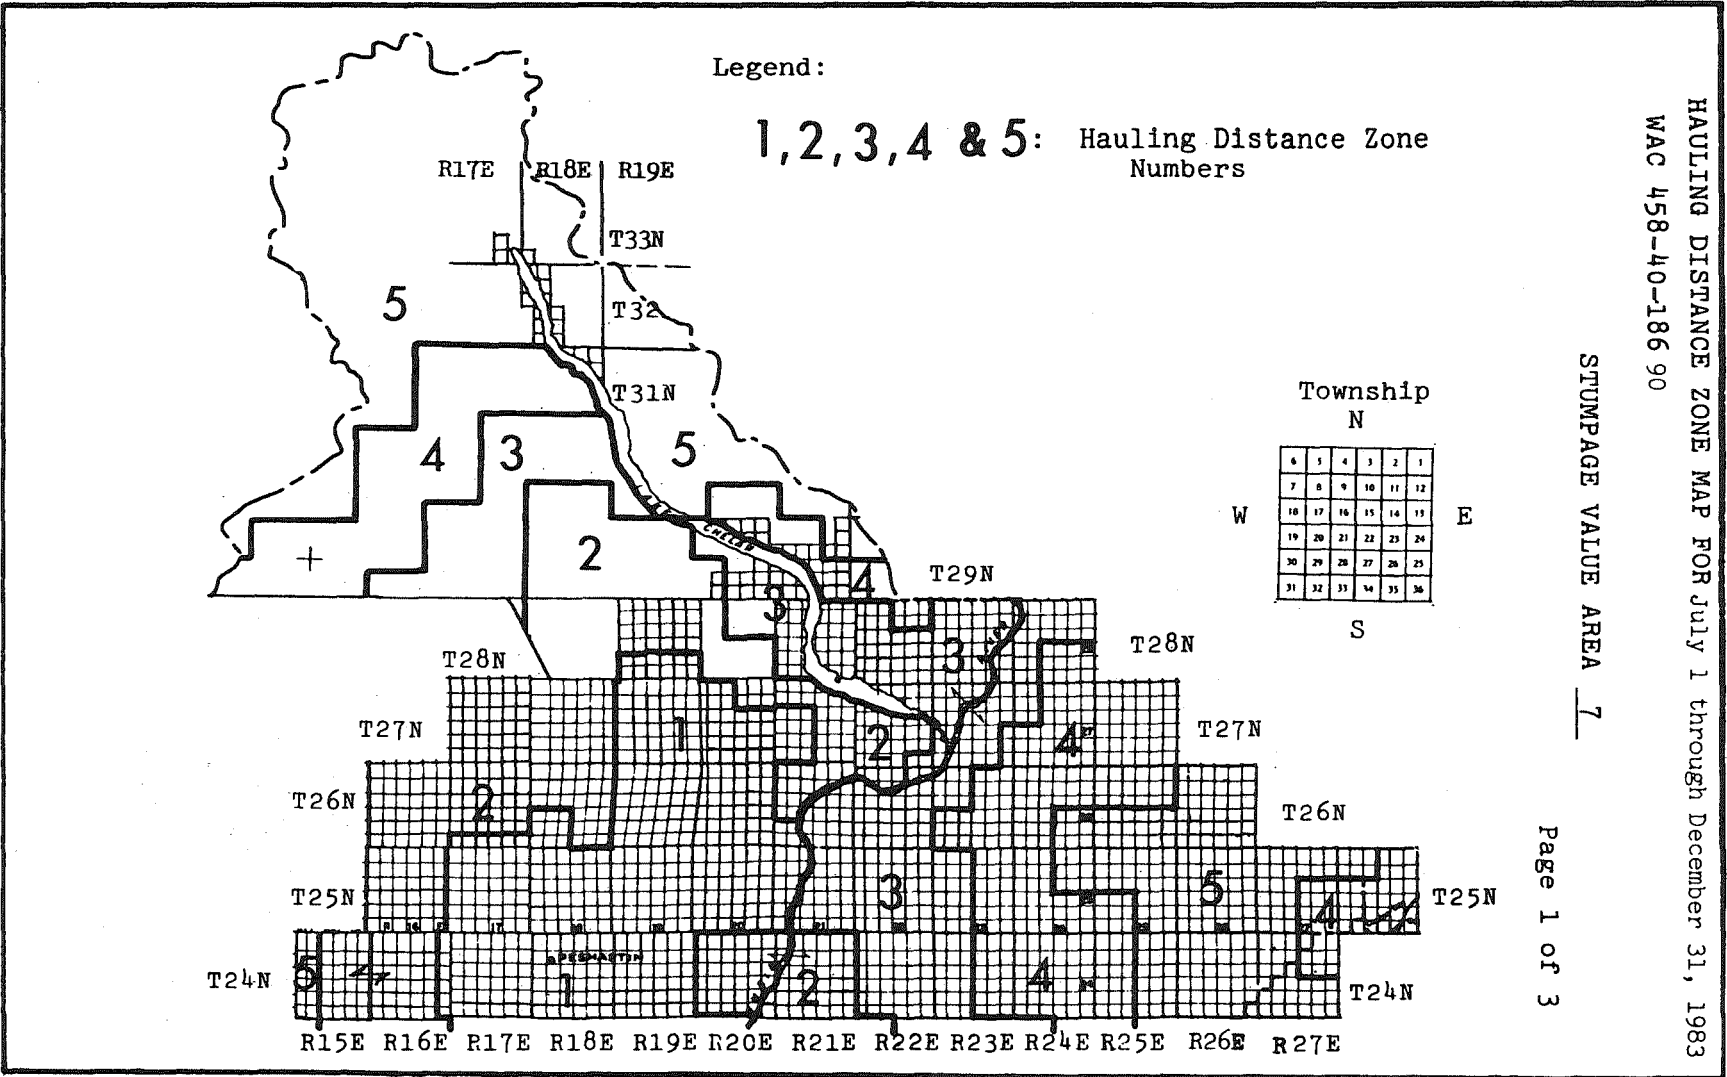 HAULING DISTANCE ZONE MAP FOR July 1 through December 31, 1983
WAC 458-40-186 90
STUMPAGE VALUE AREA 7
Page 1 of 3
Legend:
1, 2, 3, 4 & 5: Hauling Distance Zone
Numbers
R17E R18E R19E
T33N
5
T32
T31N
4 3 5
Township
N
6 5 4 3 2 1
7 8 9 10 11 12
W 18 17 16 15 14 13 E
19 20 21 22 23 24
30 29 28 27 26 25
31 32 33 34 35 36
S
CHELAN
2
4 T29N
3
3
T28N T28N
1
T27N 2 4 T27N
T26N 2 T26N
T25N 3 5 4 T25N
PESHASTIN
T24N 5 1 2 4 T24N
R15E R16E R17E R18E R19E R20E R21E R22E R23E R24E R25E R26E R27E